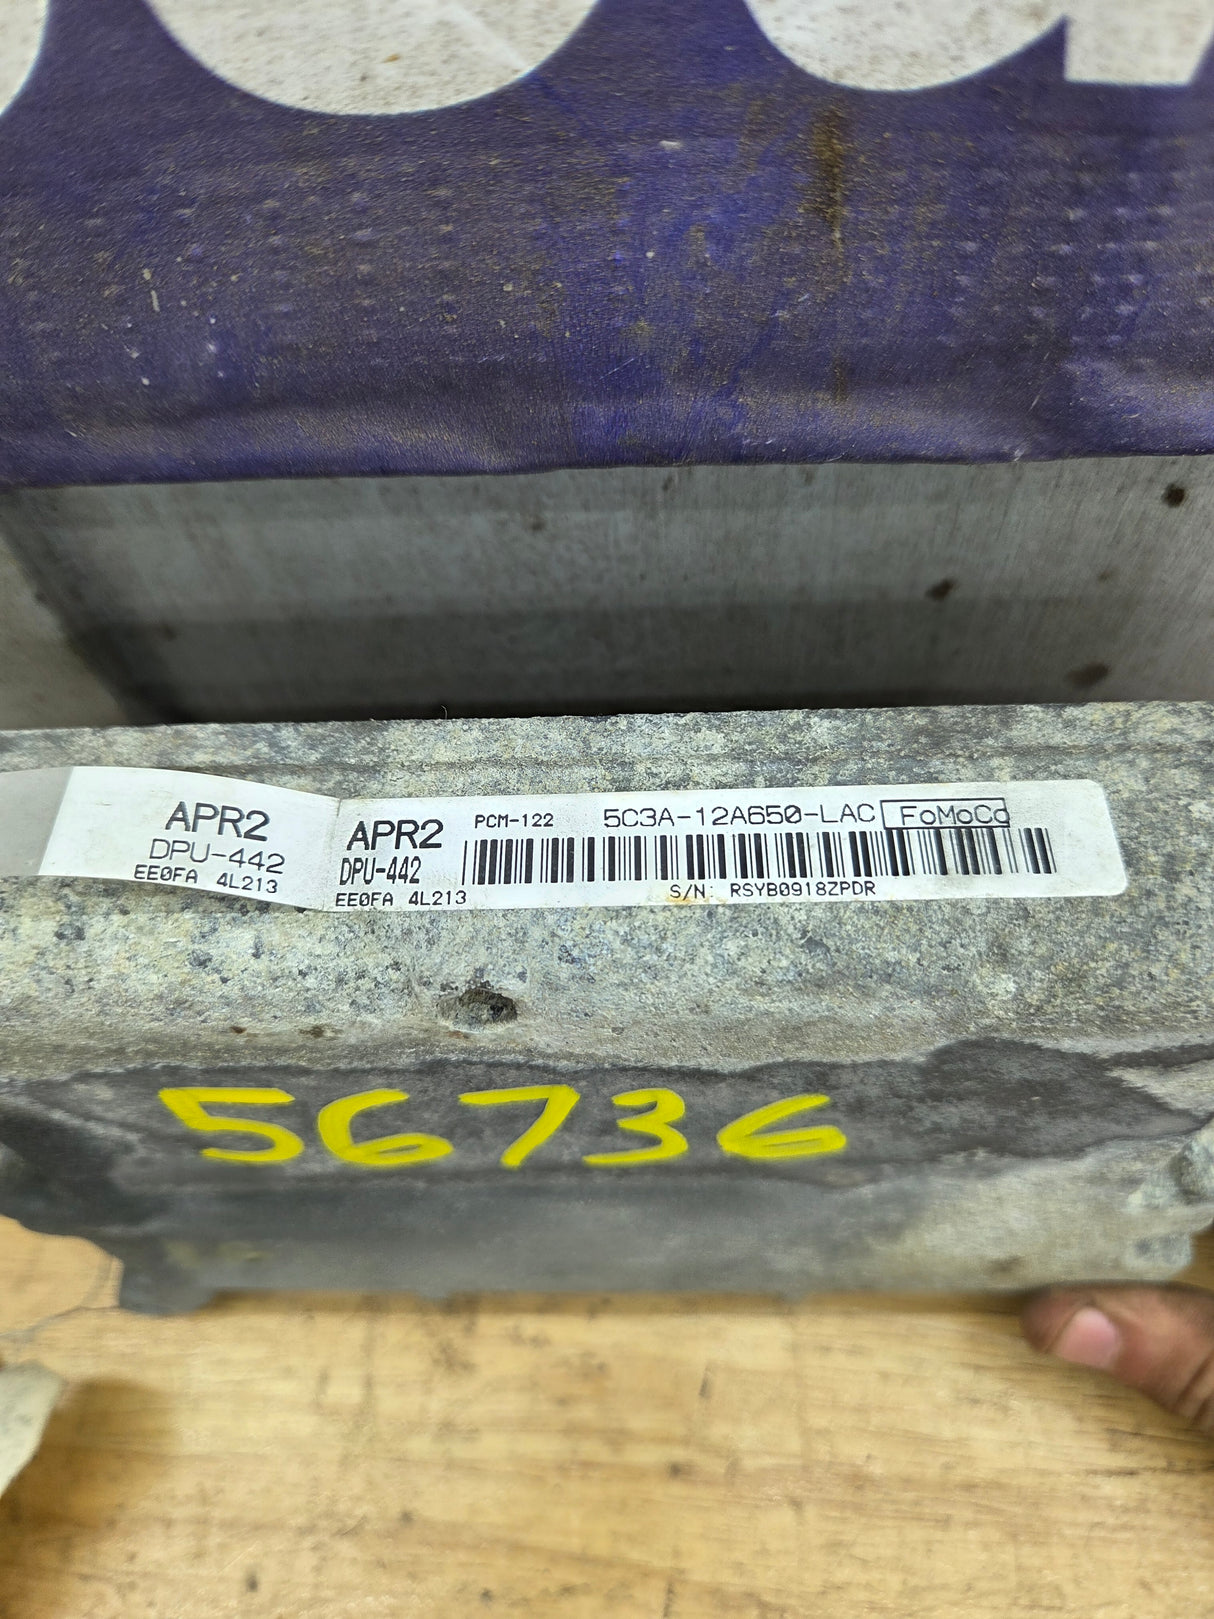 APR2
DPU-442
EE0FA 4L213
APR2
DPU-442
EE0FA 4L213
PCM-122 5C3A-12A650-LAC FoMoCo
S/N: RSYB0918ZPDR
56736